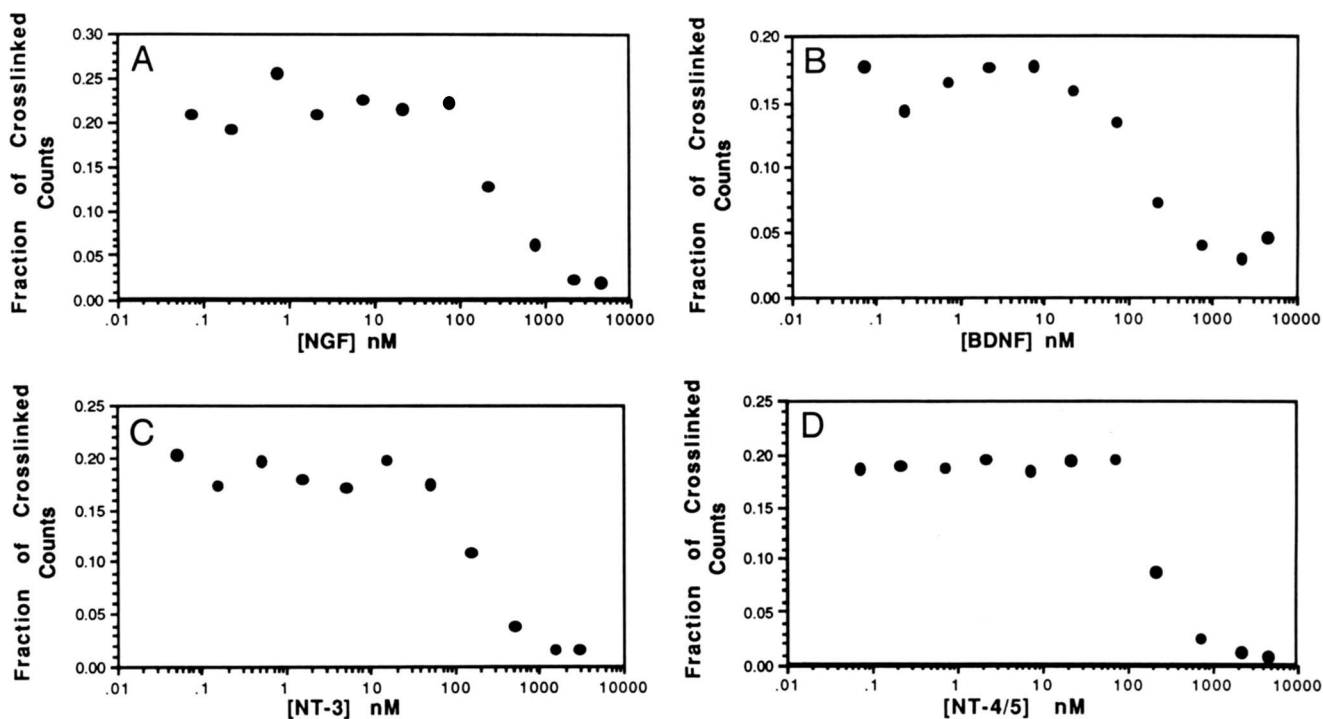 A
Fraction of Crosslinked
Counts
0.30
0.25
0.20
0.15
0.10
0.05
0.00
.01 .1 1 10 100 1000 10000
[NGF] nM
B
Fraction of Crosslinked
Counts
0.20
0.15
0.10
0.05
0.00
.01 .1 1 10 100 1000 10000
[BDNF] nM
C
Fraction of Crosslinked
Counts
0.25
0.20
0.15
0.10
0.05
0.00
.01 .1 1 10 100 1000 10000
[NT-3] nM
D
Fraction of Crosslinked
Counts
0.25
0.20
0.15
0.10
0.05
0.00
.01 .1 1 10 100 1000 10000
[NT-4/5] nM